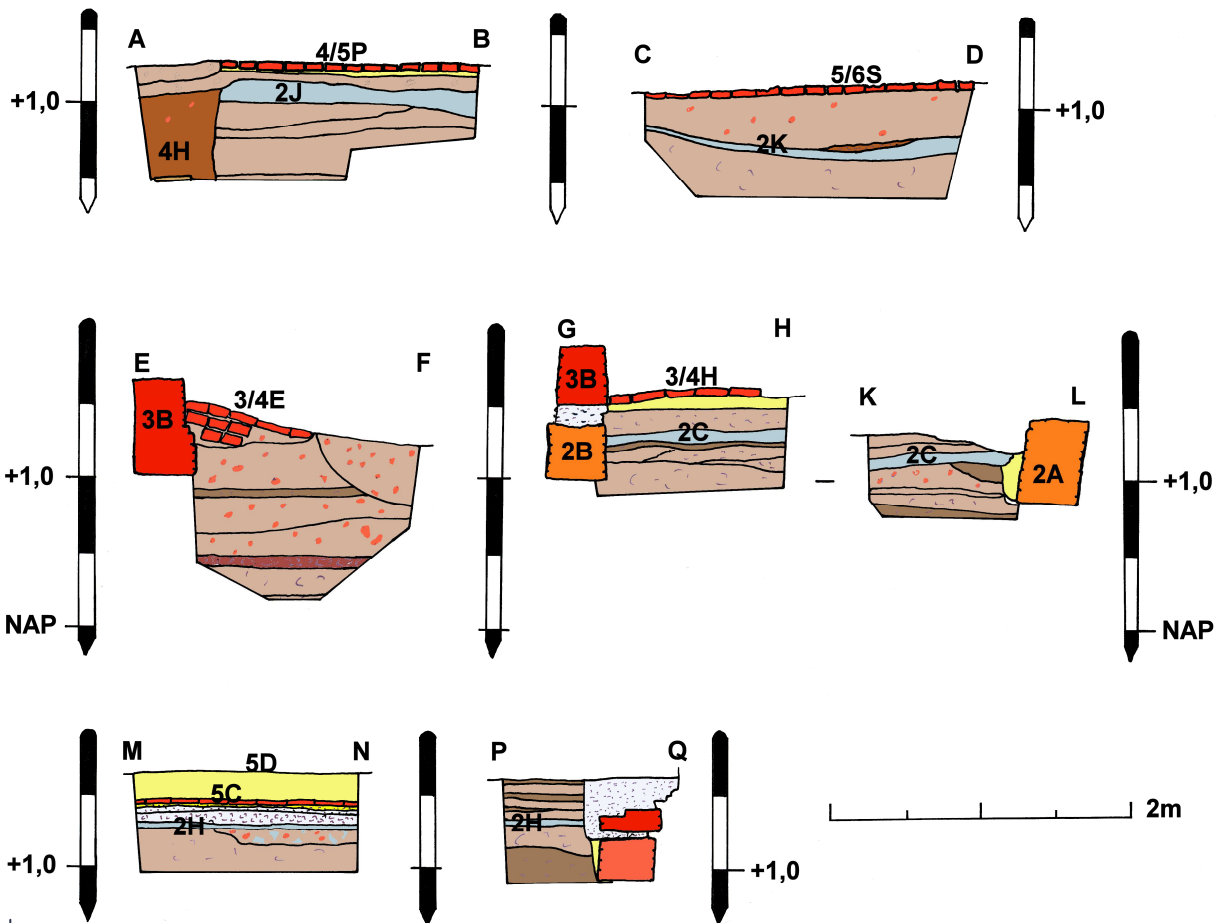 A 4/5P B C 5/6S D
+1,0 2J 4H 2K +1,0
E F G H K L
3B 3/4E 3B 3/4H
2B 2C 2C 2A
+1,0 +1,0
NAP NAP
M N P Q
5D
5C
2H 2H
+1,0 +1,0
2m